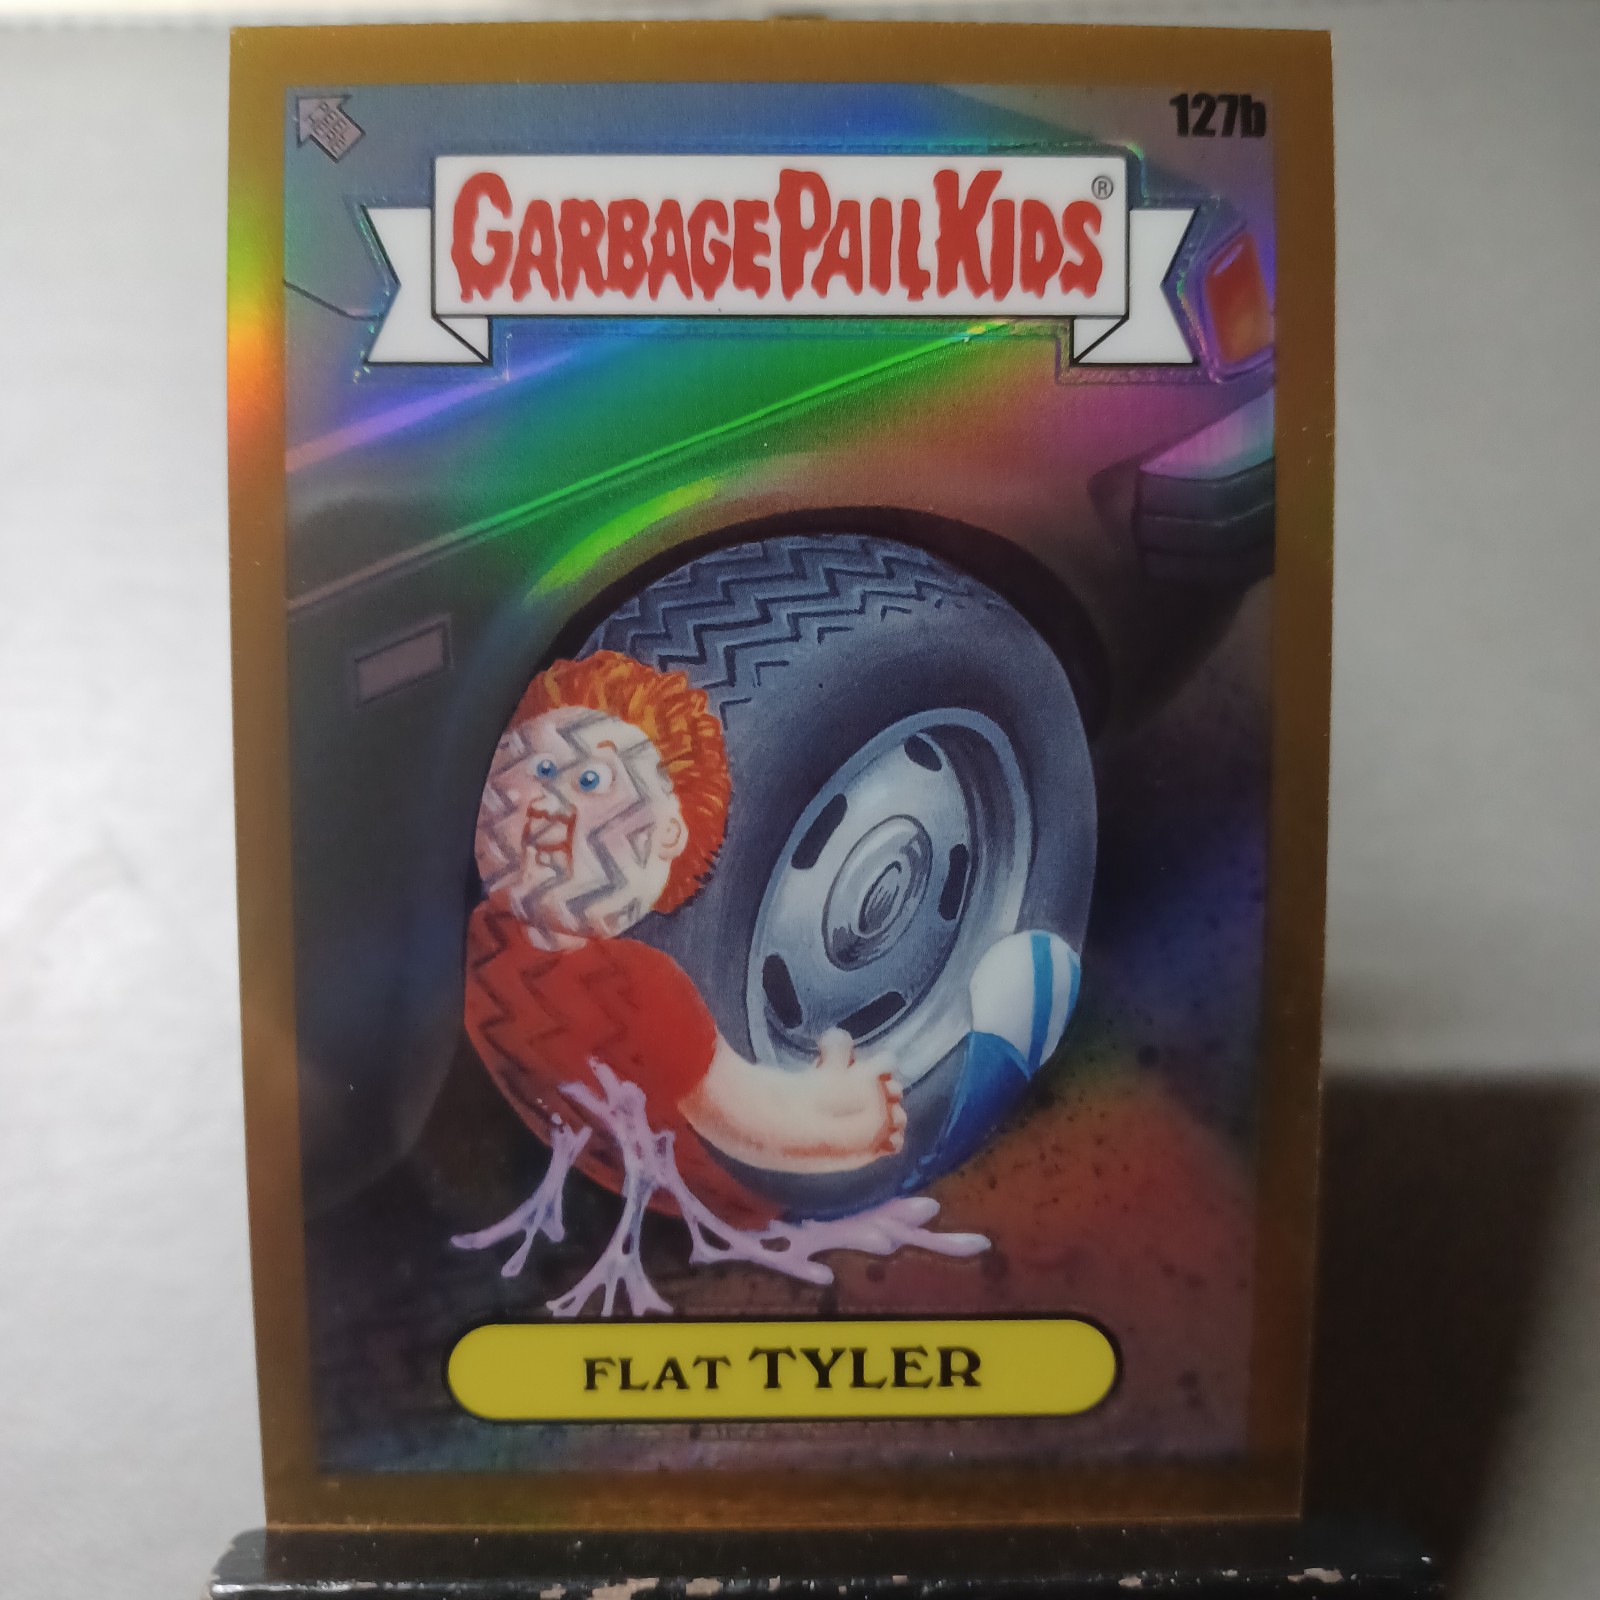 127b
GARBAGE PAIL KIDS®
FLAT TYLER